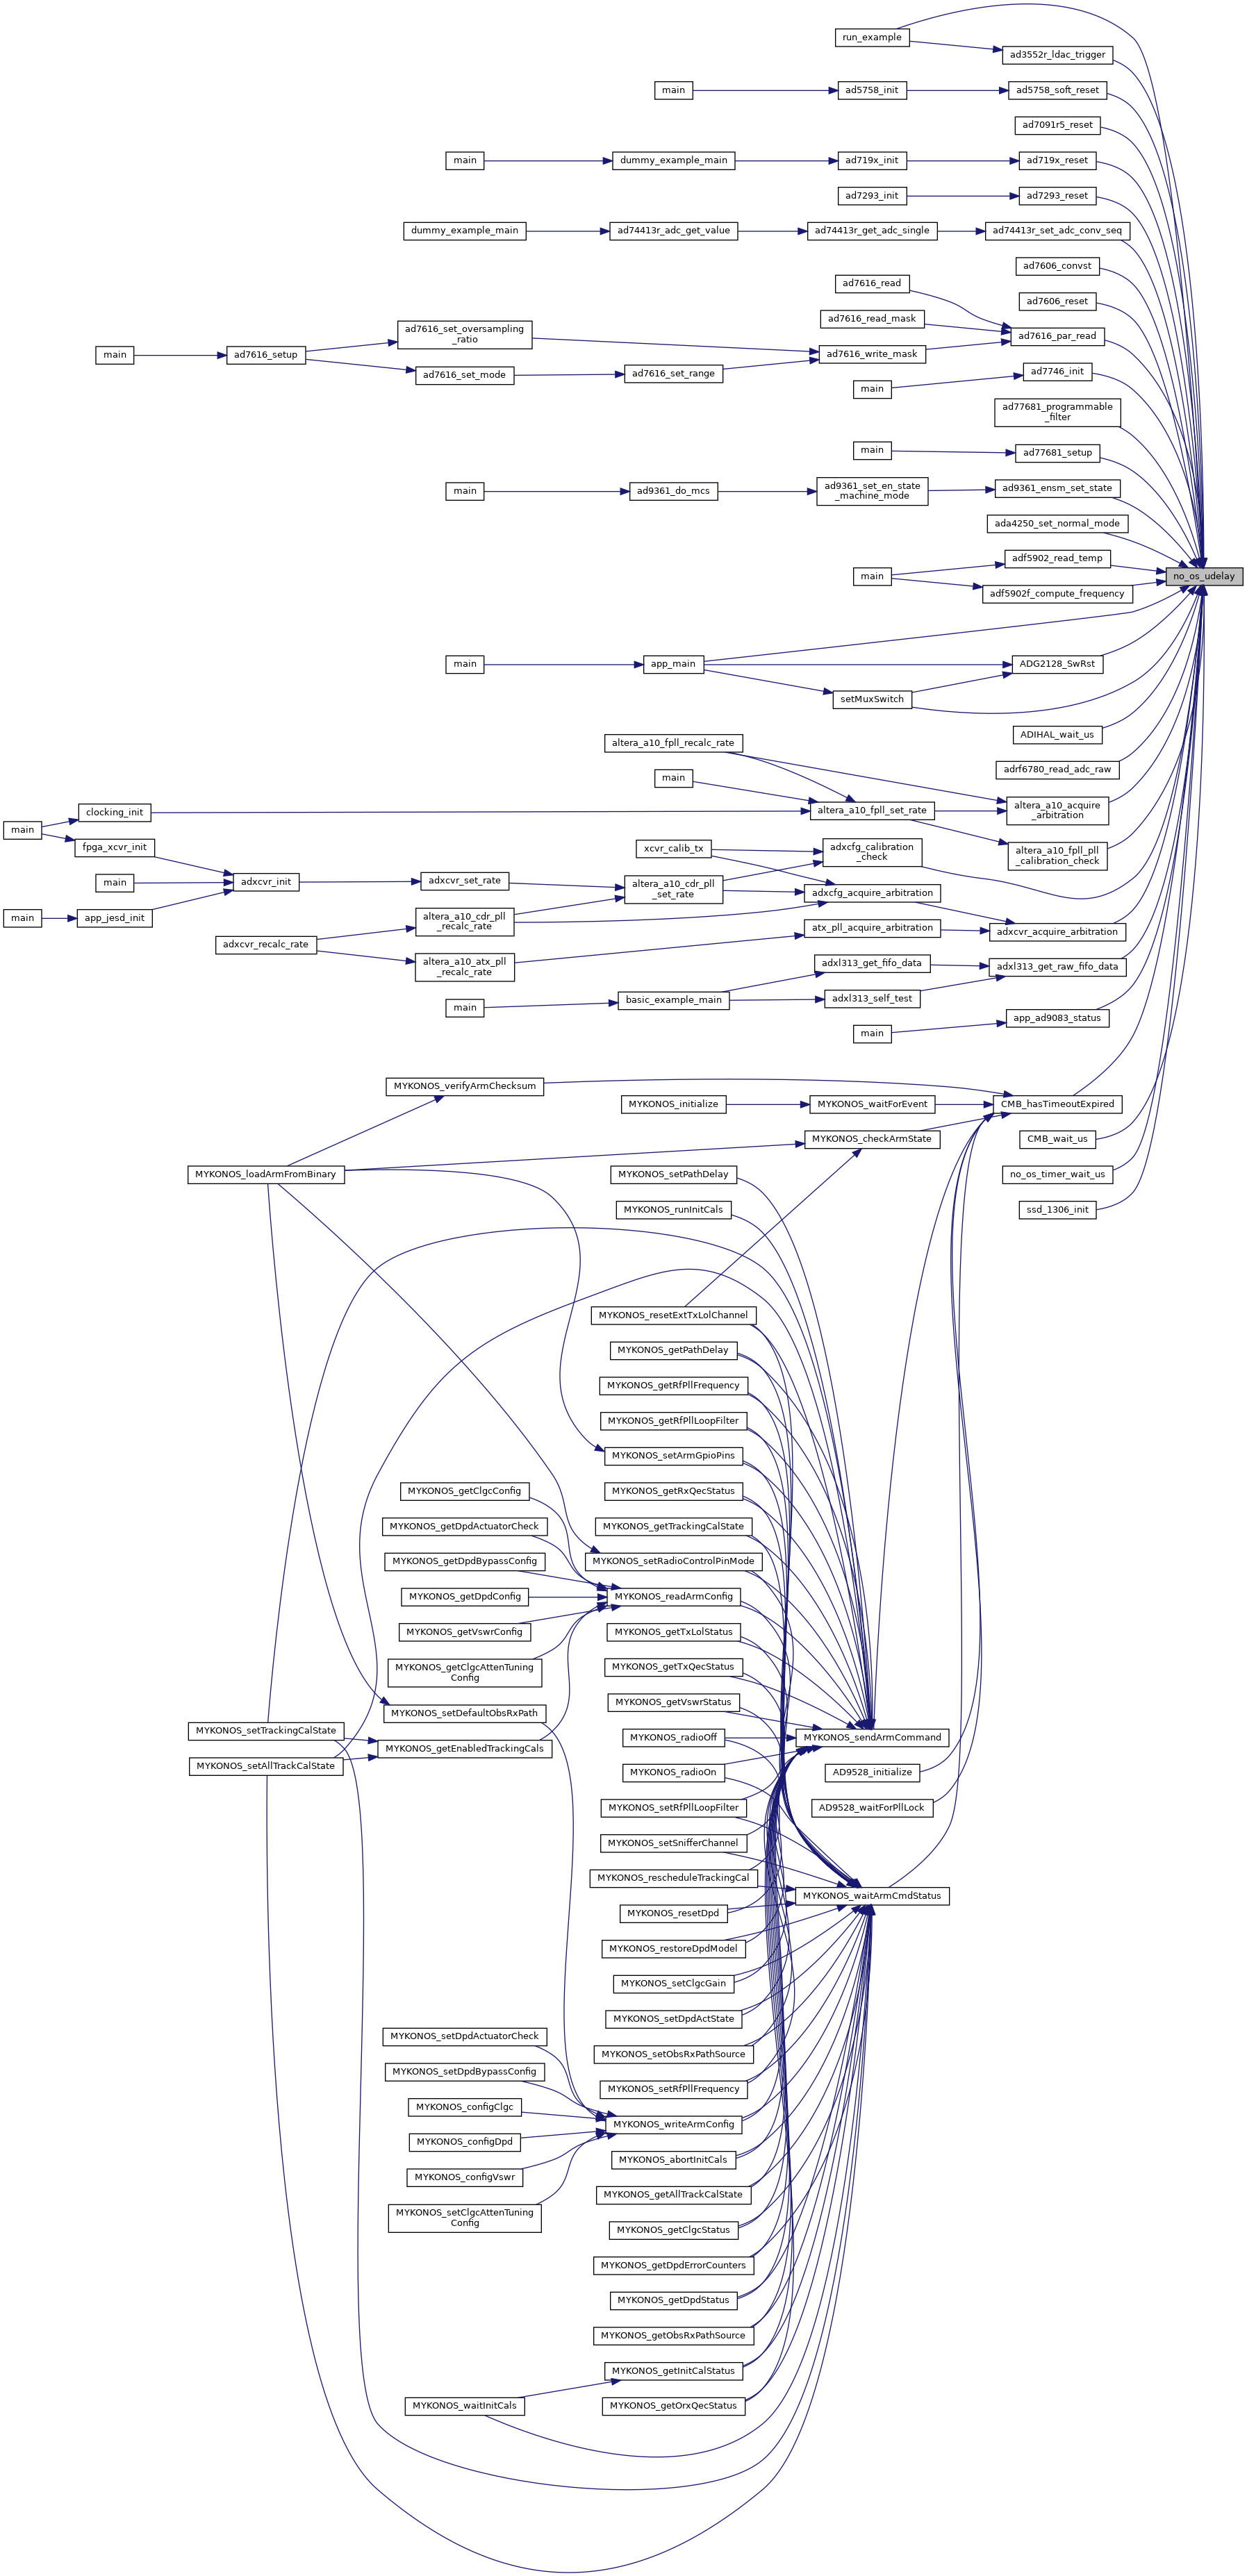 run_example
ad3552r_ldac_trigger
main
ad5758_init
ad5758_soft_reset
ad7091r5_reset
main
dummy_example_main
ad719x_init
ad719x_reset
ad7293_init
ad7293_reset
dummy_example_main
ad74413r_adc_get_value
ad74413r_get_adc_single
ad74413r_set_adc_conv_seq
ad7606_convst
ad7616_read
ad7606_reset
ad7616_read_mask
ad7616_set_oversampling
_ratio
ad7616_par_read
main
ad7616_setup
ad7616_write_mask
ad7616_set_mode
ad7616_set_range
ad7746_init
main
ad77681_programmable
_filter
main
ad77681_setup
main
ad9361_do_mcs
ad9361_set_en_state
_machine_mode
ad9361_ensm_set_state
ada4250_set_normal_mode
adf5902_read_temp
main
no_os_udelay
adf5902f_compute_frequency
main
app_main
ADG2128_SwRst
setMuxSwitch
ADIHAL_wait_us
altera_a10_fpll_recalc_rate
adrf6780_read_adc_raw
main
clocking_init
altera_a10_fpll_set_rate
altera_a10_acquire
_arbitration
main
fpga_xcvr_init
xcvr_calib_tx
adxcfg_calibration
_check
altera_a10_fpll_pll
_calibration_check
main
adxcvr_init
adxcvr_set_rate
altera_a10_cdr_pll
_set_rate
adxcfg_acquire_arbitration
main
app_jesd_init
altera_a10_cdr_pll
_recalc_rate
atx_pll_acquire_arbitration
adxcvr_acquire_arbitration
adxcvr_recalc_rate
altera_a10_atx_pll
_recalc_rate
adxl313_get_fifo_data
adxl313_get_raw_fifo_data
main
basic_example_main
adxl313_self_test
app_ad9083_status
main
MYKONOS_verifyArmChecksum
MYKONOS_initialize
MYKONOS_waitForEvent
CMB_hasTimeoutExpired
MYKONOS_checkArmState
CMB_wait_us
MYKONOS_loadArmFromBinary
MYKONOS_setPathDelay
no_os_timer_wait_us
MYKONOS_runInitCals
ssd_1306_init
MYKONOS_resetExtTxLolChannel
MYKONOS_getPathDelay
MYKONOS_getRfPllFrequency
MYKONOS_getRfPllLoopFilter
MYKONOS_setArmGpioPins
MYKONOS_getClgcConfig
MYKONOS_getRxQecStatus
MYKONOS_getDpdActuatorCheck
MYKONOS_getTrackingCalState
MYKONOS_getDpdBypassConfig
MYKONOS_setRadioControlPinMode
MYKONOS_getDpdConfig
MYKONOS_readArmConfig
MYKONOS_getVswrConfig
MYKONOS_getTxLolStatus
MYKONOS_getClgcAttenTuning
Config
MYKONOS_getTxQecStatus
MYKONOS_setDefaultObsRxPath
MYKONOS_getVswrStatus
MYKONOS_setTrackingCalState
MYKONOS_getEnabledTrackingCals
MYKONOS_radioOff
MYKONOS_sendArmCommand
MYKONOS_setAllTrackCalState
MYKONOS_radioOn
AD9528_initialize
MYKONOS_setRfPllLoopFilter
AD9528_waitForPllLock
MYKONOS_setSnifferChannel
MYKONOS_rescheduleTrackingCal
MYKONOS_waitArmCmdStatus
MYKONOS_resetDpd
MYKONOS_restoreDpdModel
MYKONOS_setClgcGain
MYKONOS_setDpdActState
MYKONOS_setDpdActuatorCheck
MYKONOS_setObsRxPathSource
MYKONOS_setDpdBypassConfig
MYKONOS_setRfPllFrequency
MYKONOS_configClgc
MYKONOS_writeArmConfig
MYKONOS_configDpd
MYKONOS_abortInitCals
MYKONOS_configVswr
MYKONOS_getAllTrackCalState
MYKONOS_setClgcAttenTuning
Config
MYKONOS_getClgcStatus
MYKONOS_getDpdErrorCounters
MYKONOS_getDpdStatus
MYKONOS_getObsRxPathSource
MYKONOS_getInitCalStatus
MYKONOS_waitInitCals
MYKONOS_getOrxQecStatus